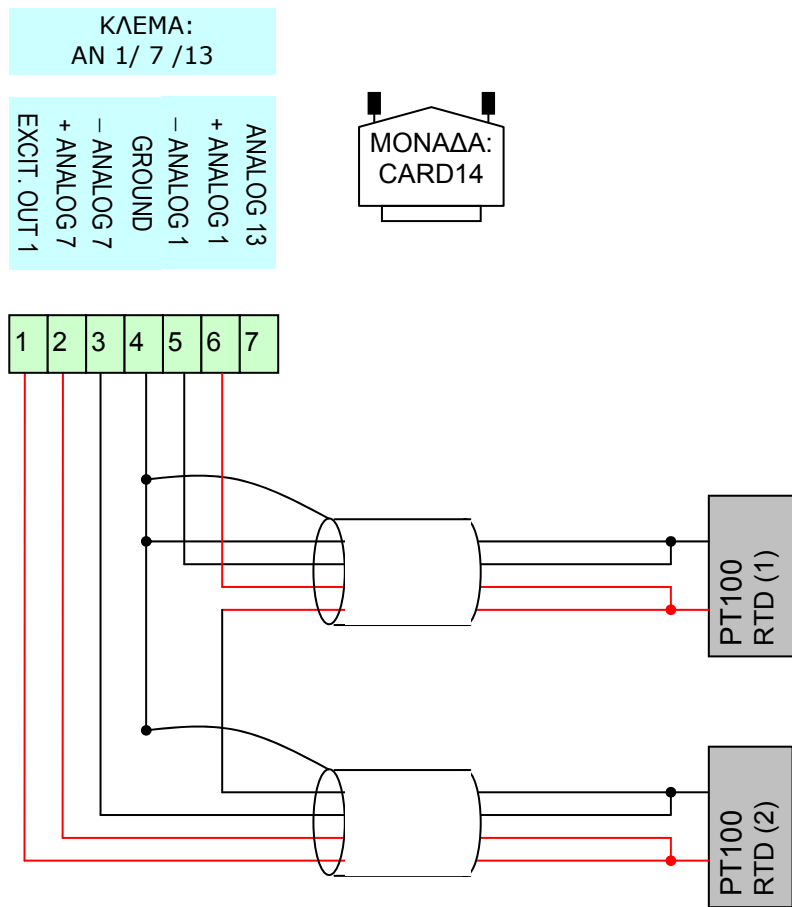 ΚΛΕΜΑ:
ΑΝ 1/ 7 /13
EXCIT. OUT 1
+ ANALOG 7
– ANALOG 7
GROUND
– ANALOG 1
+ ANALOG 1
ANALOG 13
ΜΟΝΑΔΑ:
CARD14
1 2 3 4 5 6 7
PT100
RTD (1)
PT100
RTD (2)